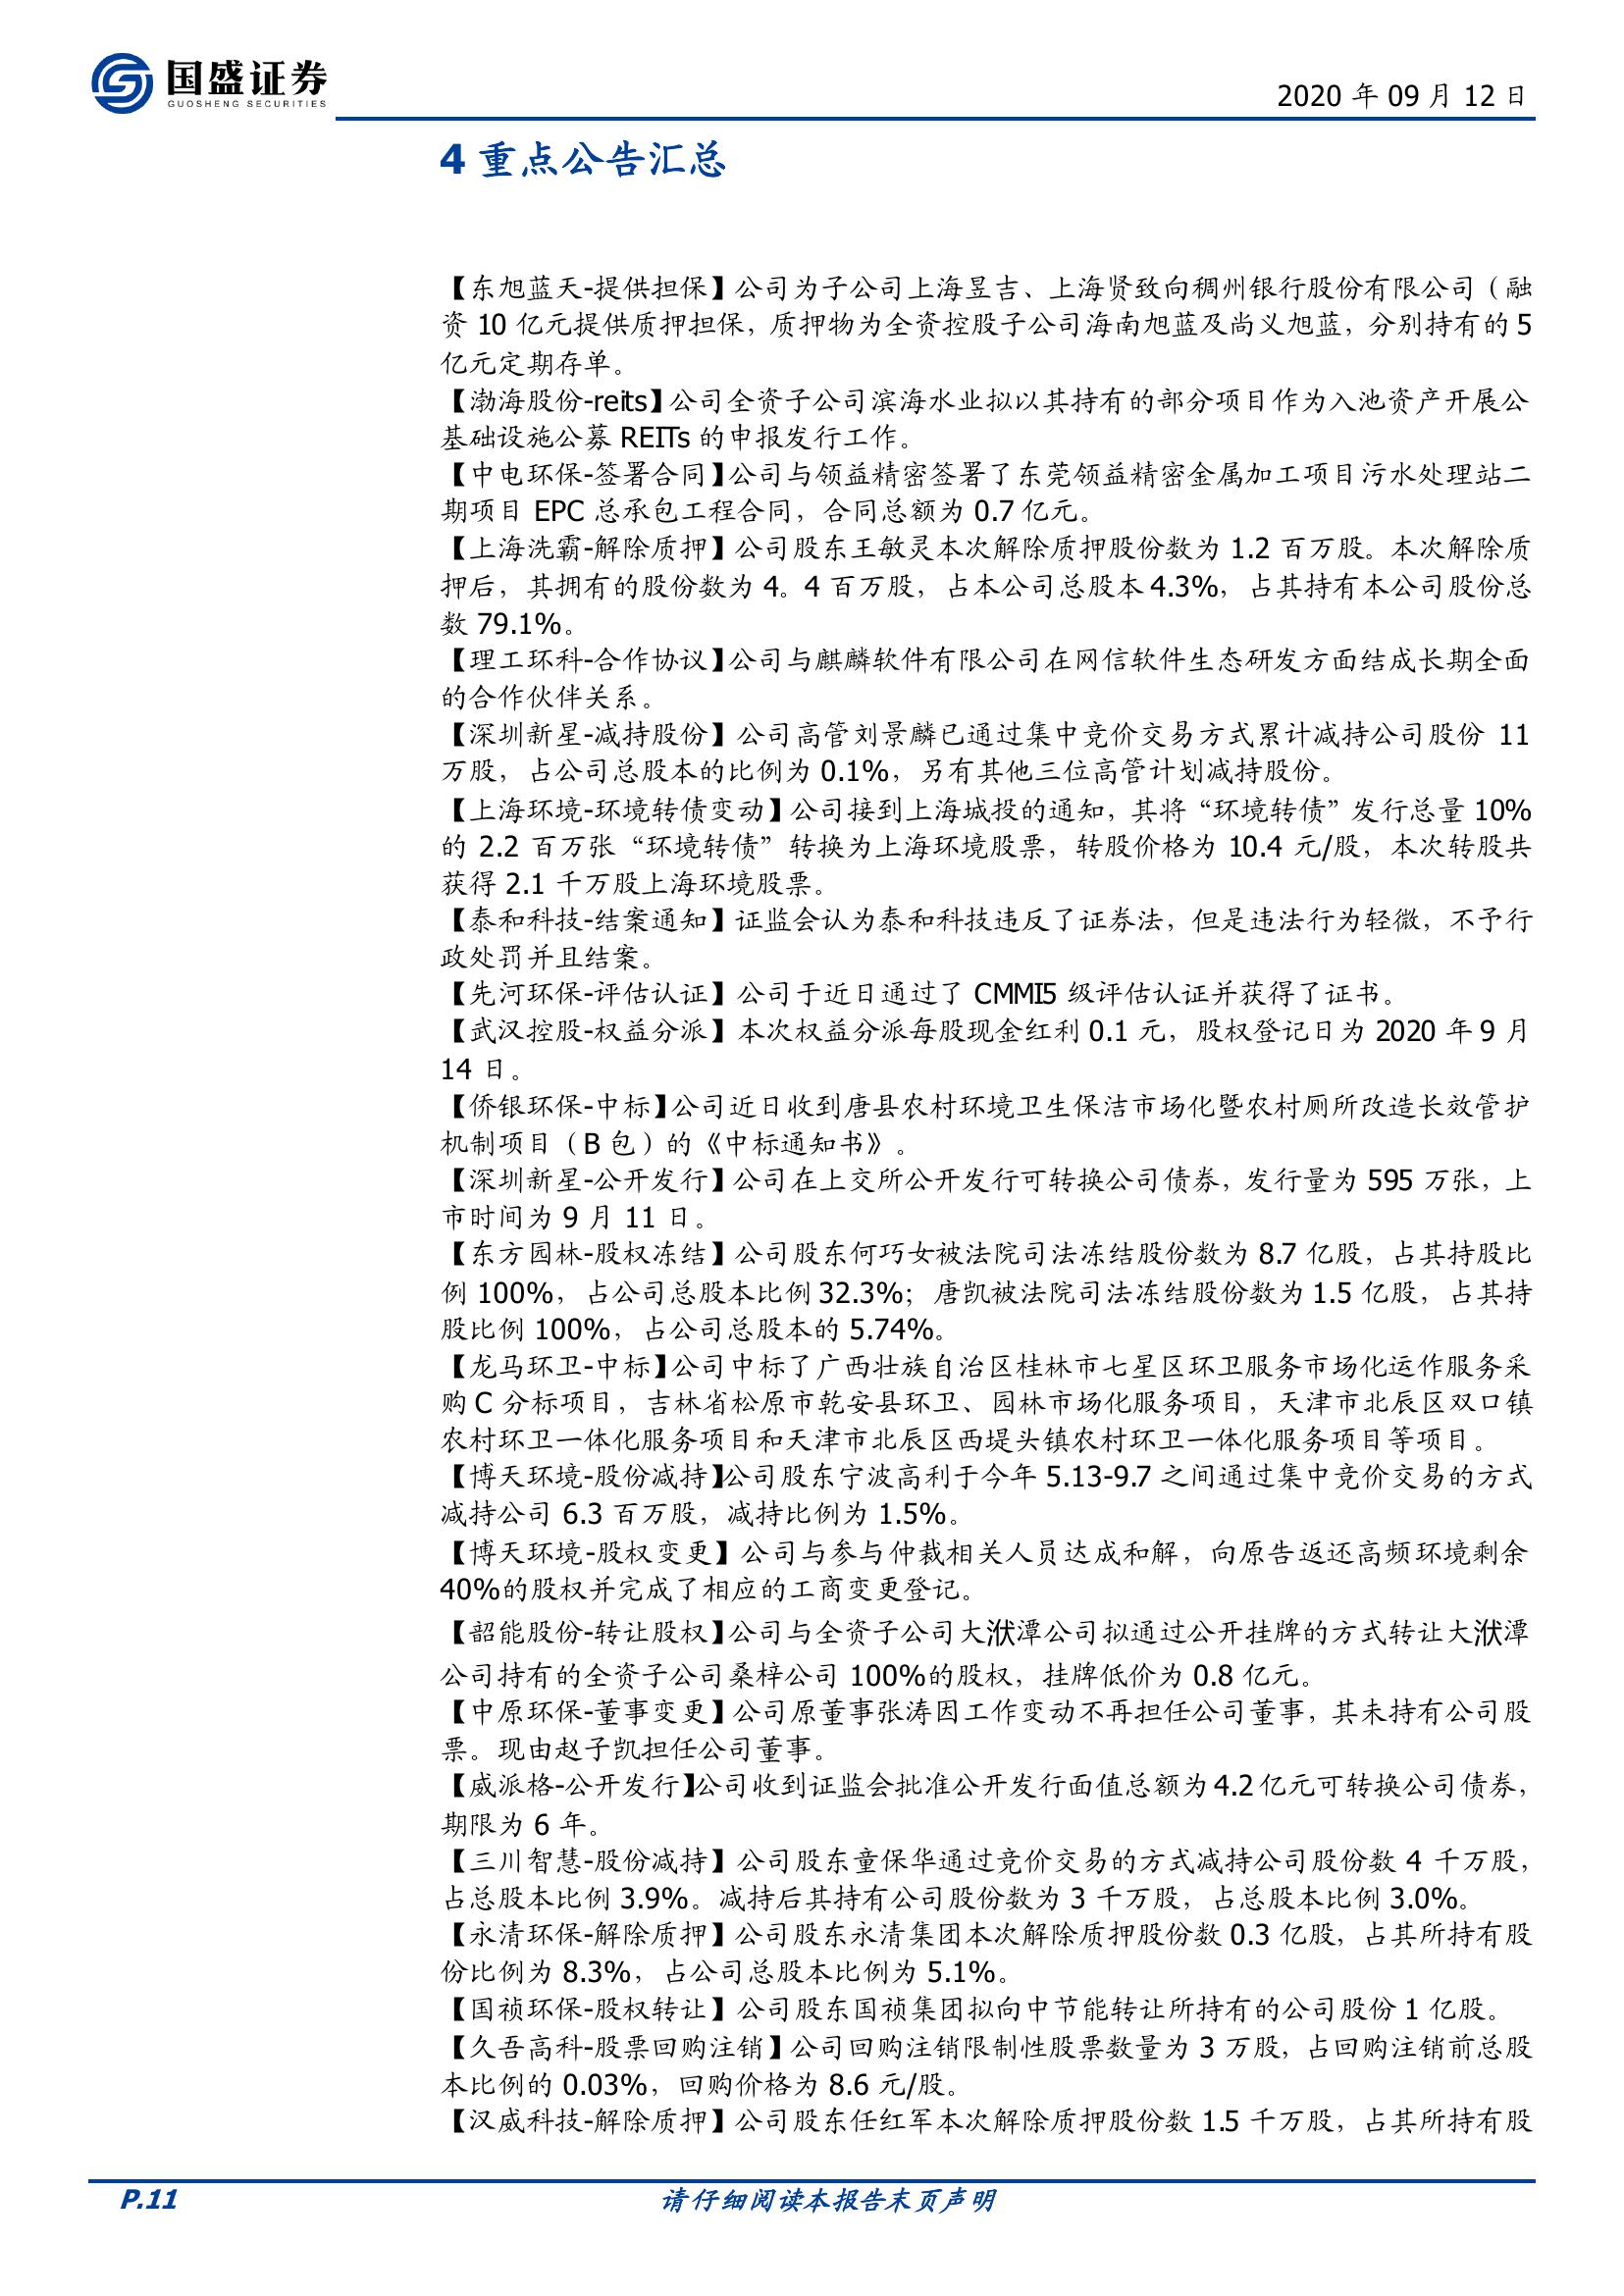 国盛证券
GUOSHENG SECURITIES
2020 年 09 月 12 日
4 重点公告汇总
【东旭蓝天-提供担保】公司为子公司上海昱吉、上海贤致向稠州银行股份有限公司（融
资 10 亿元提供质押担保，质押物为全资控股子公司海南旭蓝及尚义旭蓝，分别持有的 5
亿元定期存单。
【渤海股份-reits】公司全资子公司滨海水业拟以其持有的部分项目作为入池资产开展公
基础设施公募 REITs 的申报发行工作。
【中电环保-签署合同】公司与领益精密签署了东莞领益精密金属加工项目污水处理站二
期项目 EPC 总承包工程合同，合同总额为 0.7 亿元。
【上海洗霸-解除质押】公司股东王敏灵本次解除质押股份数为 1.2 百万股。本次解除质
押后，其拥有的股份数为 4。4 百万股，占本公司总股本 4.3%，占其持有本公司股份总
数 79.1%。
【理工环科-合作协议】公司与麒麟软件有限公司在网信软件生态研发方面结成长期全面
的合作伙伴关系。
【深圳新星-减持股份】公司高管刘景麟已通过集中竞价交易方式累计减持公司股份 11
万股，占公司总股本的比例为 0.1%，另有其他三位高管计划减持股份。
【上海环境-环境转债变动】公司接到上海城投的通知，其将“环境转债”发行总量 10%
的 2.2 百万张“环境转债”转换为上海环境股票，转股价格为 10.4 元/股，本次转股共
获得 2.1 千万股上海环境股票。
【泰和科技-结案通知】证监会认为泰和科技违反了证券法，但是违法行为轻微，不予行
政处罚并且结案。
【先河环保-评估认证】公司于近日通过了 CMMI5 级评估认证并获得了证书。
【武汉控股-权益分派】本次权益分派每股现金红利 0.1 元，股权登记日为 2020 年 9 月
14 日。
【侨银环保-中标】公司近日收到唐县农村环境卫生保洁市场化暨农村厕所改造长效管护
机制项目（B 包）的《中标通知书》。
【深圳新星-公开发行】公司在上交所公开发行可转换公司债券，发行量为 595 万张，上
市时间为 9 月 11 日。
【东方园林-股权冻结】公司股东何巧女被法院司法冻结股份数为 8.7 亿股，占其持股比
例 100%，占公司总股本比例 32.3%；唐凯被法院司法冻结股份数为 1.5 亿股，占其持
股比例 100%，占公司总股本的 5.74%。
【龙马环卫-中标】公司中标了广西壮族自治区桂林市七星区环卫服务市场化运作服务采
购 C 分标项目，吉林省松原市乾安县环卫、园林市场化服务项目，天津市北辰区双口镇
农村环卫一体化服务项目和天津市北辰区西堤头镇农村环卫一体化服务项目等项目。
【博天环境-股份减持】公司股东宁波高利于今年 5.13-9.7 之间通过集中竞价交易的方式
减持公司 6.3 百万股，减持比例为 1.5%。
【博天环境-股权变更】公司与参与仲裁相关人员达成和解，向原告返还高频环境剩余
40%的股权并完成了相应的工商变更登记。
【韶能股份-转让股权】公司与全资子公司大洑潭公司拟通过公开挂牌的方式转让大洑潭
公司持有的全资子公司桑梓公司 100%的股权，挂牌低价为 0.8 亿元。
【中原环保-董事变更】公司原董事张涛因工作变动不再担任公司董事，其未持有公司股
票。现由赵子凯担任公司董事。
【威派格-公开发行】公司收到证监会批准公开发行面值总额为 4.2 亿元可转换公司债券，
期限为 6 年。
【三川智慧-股份减持】公司股东童保华通过竞价交易的方式减持公司股份数 4 千万股，
占总股本比例 3.9%。减持后其持有公司股份数为 3 千万股，占总股本比例 3.0%。
【永清环保-解除质押】公司股东永清集团本次解除质押股份数 0.3 亿股，占其所持有股
份比例为 8.3%，占公司总股本比例为 5.1%。
【国祯环保-股权转让】公司股东国祯集团拟向中节能转让所持有的公司股份 1 亿股。
【久吾高科-股票回购注销】公司回购注销限制性股票数量为 3 万股，占回购注销前总股
本比例的 0.03%，回购价格为 8.6 元/股。
【汉威科技-解除质押】公司股东任红军本次解除质押股份数 1.5 千万股，占其所持有股
P.11
请仔细阅读本报告末页声明